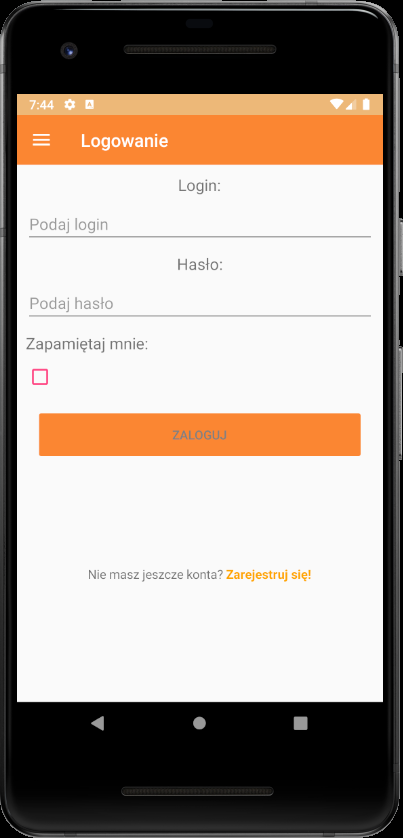 7:44
Logowanie
Login:
Podaj login
Hasło:
Podaj hasło
Zapamiętaj mnie:
ZALOGUJ
Nie masz jeszcze konta? Zarejestruj się!